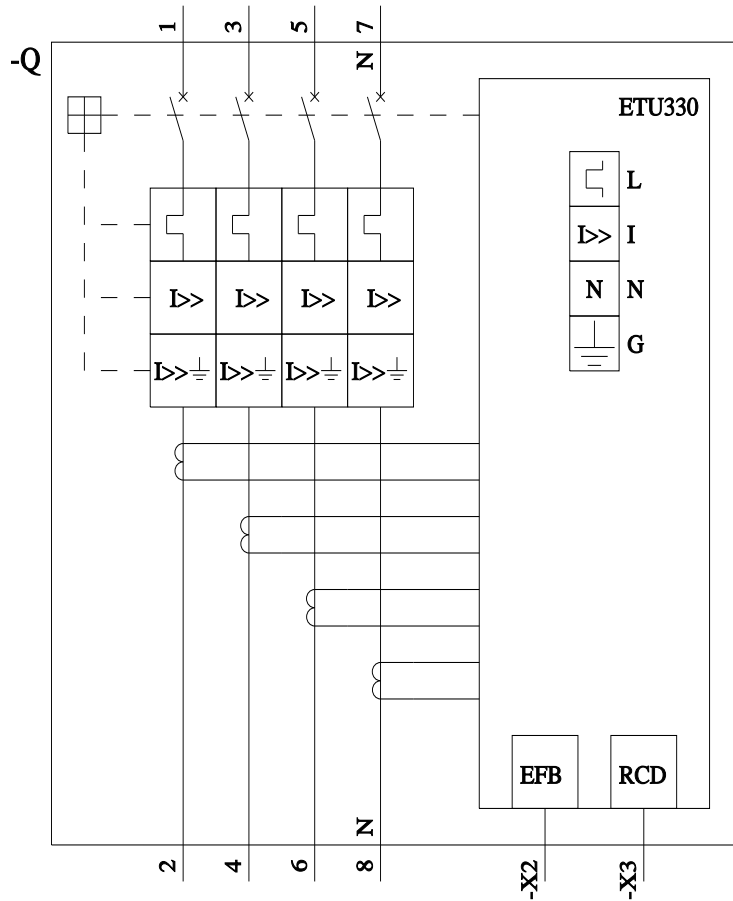 1 3 5 7
-Q
N
ETU330
L
I>> I
N N
G
I>> I>> I>> I>>
I>> I>> I>> I>>
EFB RCD
N
2 4 6 8 -X2 -X3